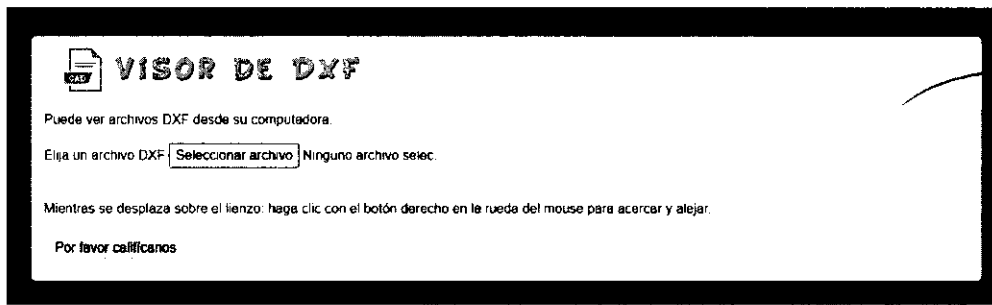 CAD VISOR DE DXF
Puede ver archivos DXF desde su computadora.
Elija un archivo DXF: Seleccionar archivo Ninguno archivo selec.
Mientras se desplaza sobre el lienzo: haga clic con el botón derecho en la rueda del mouse para acercar y alejar.
Por favor califícanos